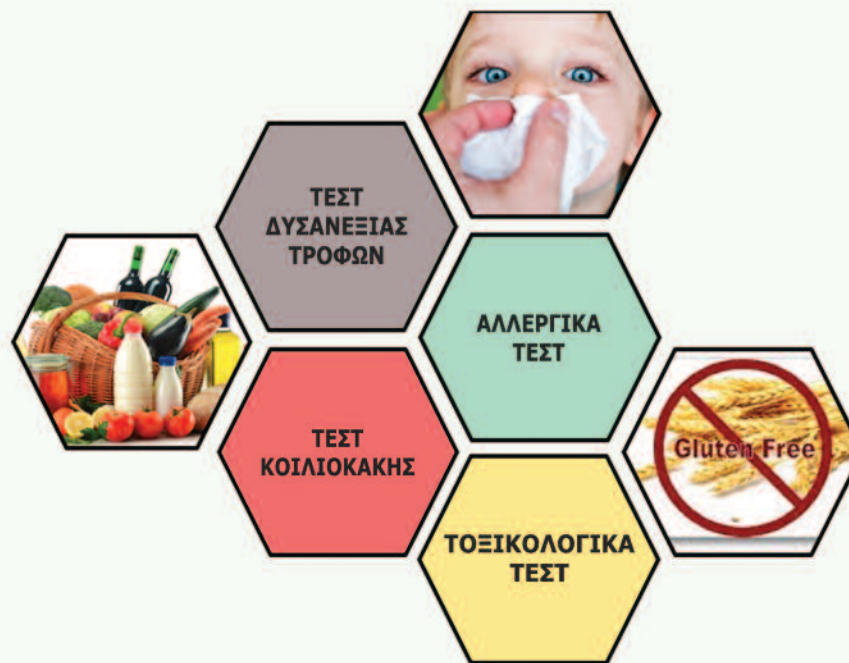 ΤΕΣΤ
ΔΥΣΑΝΕΞΙΑΣ
ΤΡΟΦΩΝ
ΑΛΛΕΡΓΙΚΑ
ΤΕΣΤ
ΤΕΣΤ
ΚΟΙΛΙΟΚΑΚΗΣ
Gluten Free
ΤΟΞΙΚΟΛΟΓΙΚΑ
ΤΕΣΤ